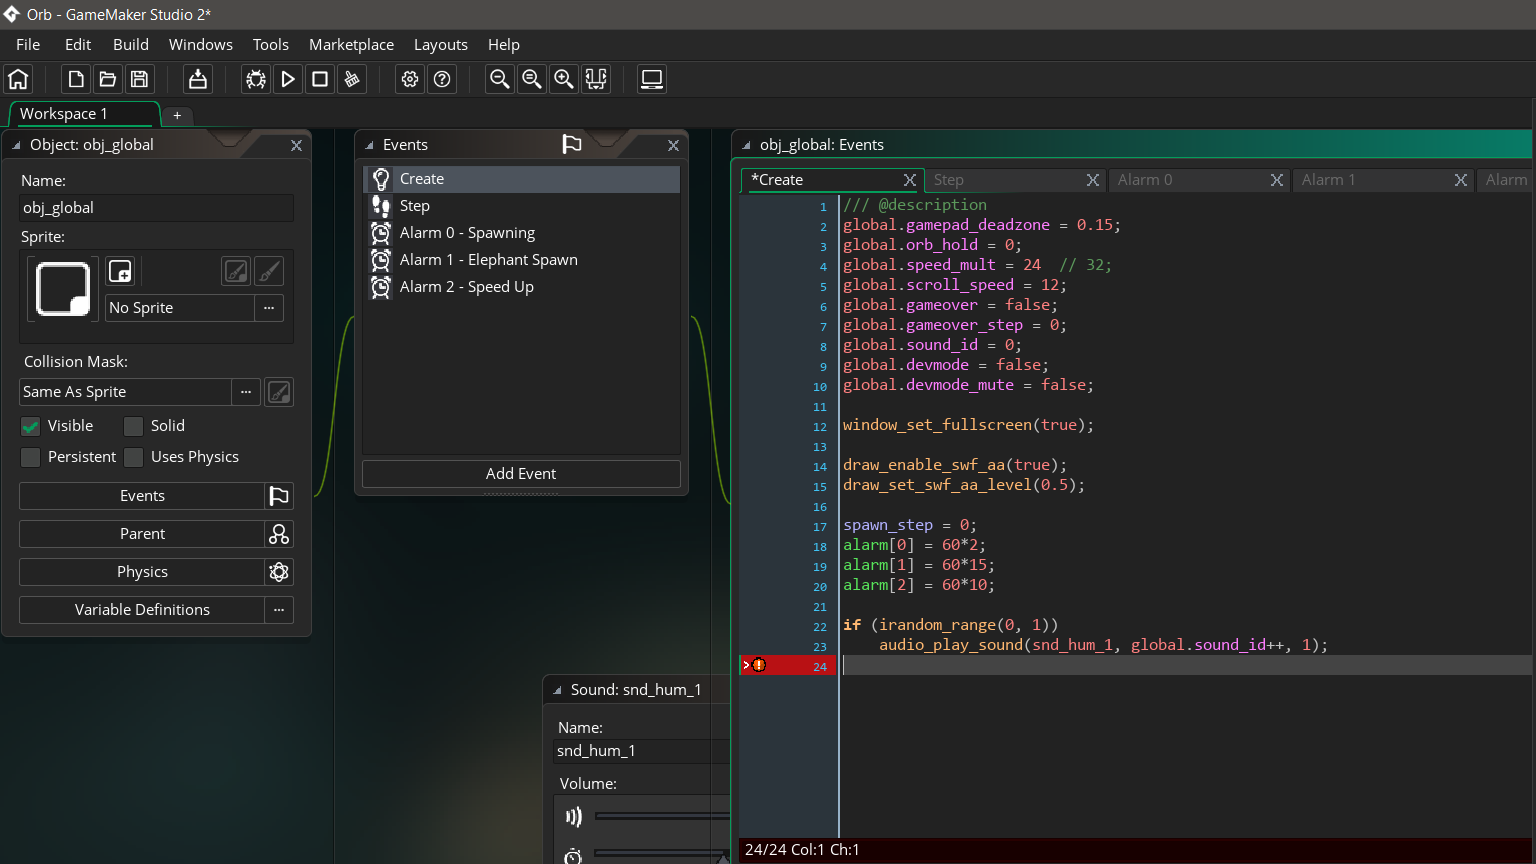 Orb - GameMaker Studio 2*
File Edit Build Windows Tools Marketplace Layouts Help
Workspace 1 +
Object: obj_global
Name:
obj_global
Sprite:
No Sprite ...
Collision Mask:
Same As Sprite ...
Visible Solid
Persistent Uses Physics
Events
Parent
Physics
Variable Definitions ...
Events
Create
Step
Alarm 0 - Spawning
Alarm 1 - Elephant Spawn
Alarm 2 - Speed Up
Add Event
Sound: snd_hum_1
Name:
snd_hum_1
Volume:
obj_global: Events
*Create Step Alarm 0 Alarm 1 Alarm
1 /// @description
2 global.gamepad_deadzone = 0.15;
3 global.orb_hold = 0;
4 global.speed_mult = 24  // 32;
5 global.scroll_speed = 12;
6 global.gameover = false;
7 global.gameover_step = 0;
8 global.sound_id = 0;
9 global.devmode = false;
10 global.devmode_mute = false;
11
12 window_set_fullscreen(true);
13
14 draw_enable_swf_aa(true);
15 draw_set_swf_aa_level(0.5);
16
17 spawn_step = 0;
18 alarm[0] = 60*2;
19 alarm[1] = 60*15;
20 alarm[2] = 60*10;
21
22 if (irandom_range(0, 1))
23     audio_play_sound(snd_hum_1, global.sound_id++, 1);
24
24/24 Col:1 Ch:1